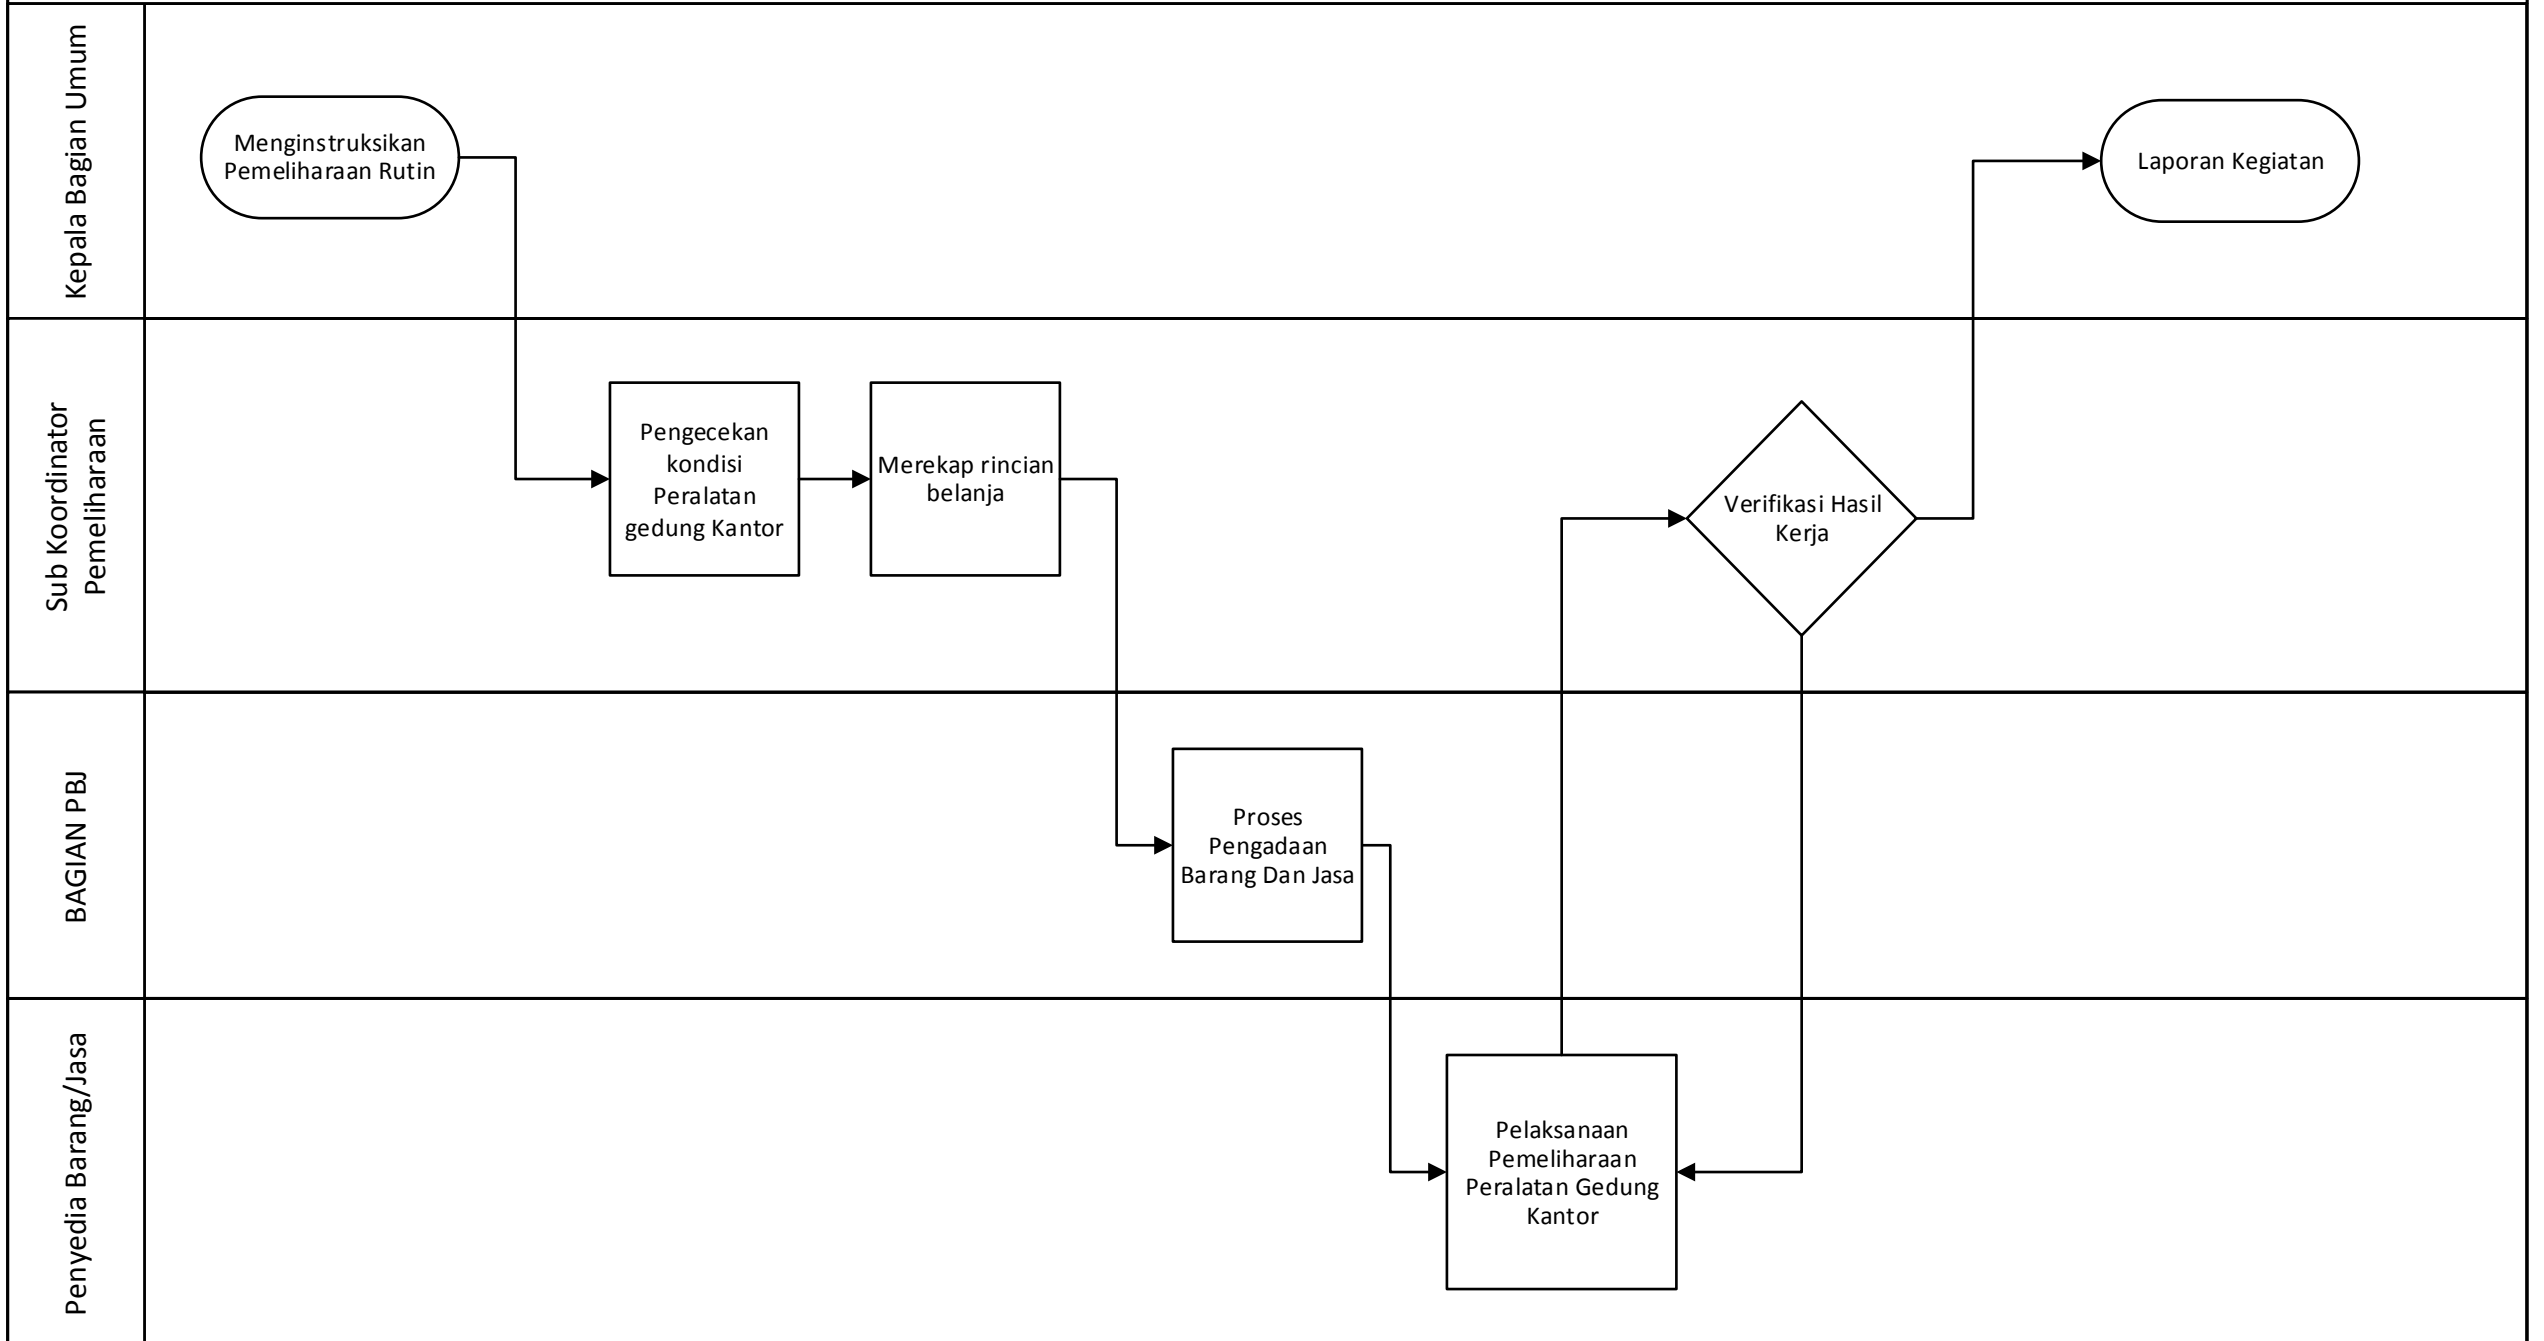 Kepala Bagian Umum
Menginstruksikan
Pemeliharaan Rutin
Laporan Kegiatan
Sub Koordinator
Pemeliharaan
Pengecekan
kondisi
Peralatan
gedung Kantor
Merekap rincian
belanja
Verifikasi Hasil
Kerja
BAGIAN PBJ
Proses
Pengadaan
Barang Dan Jasa
Penyedia Barang/Jasa
Pelaksanaan
Pemeliharaan
Peralatan Gedung
Kantor